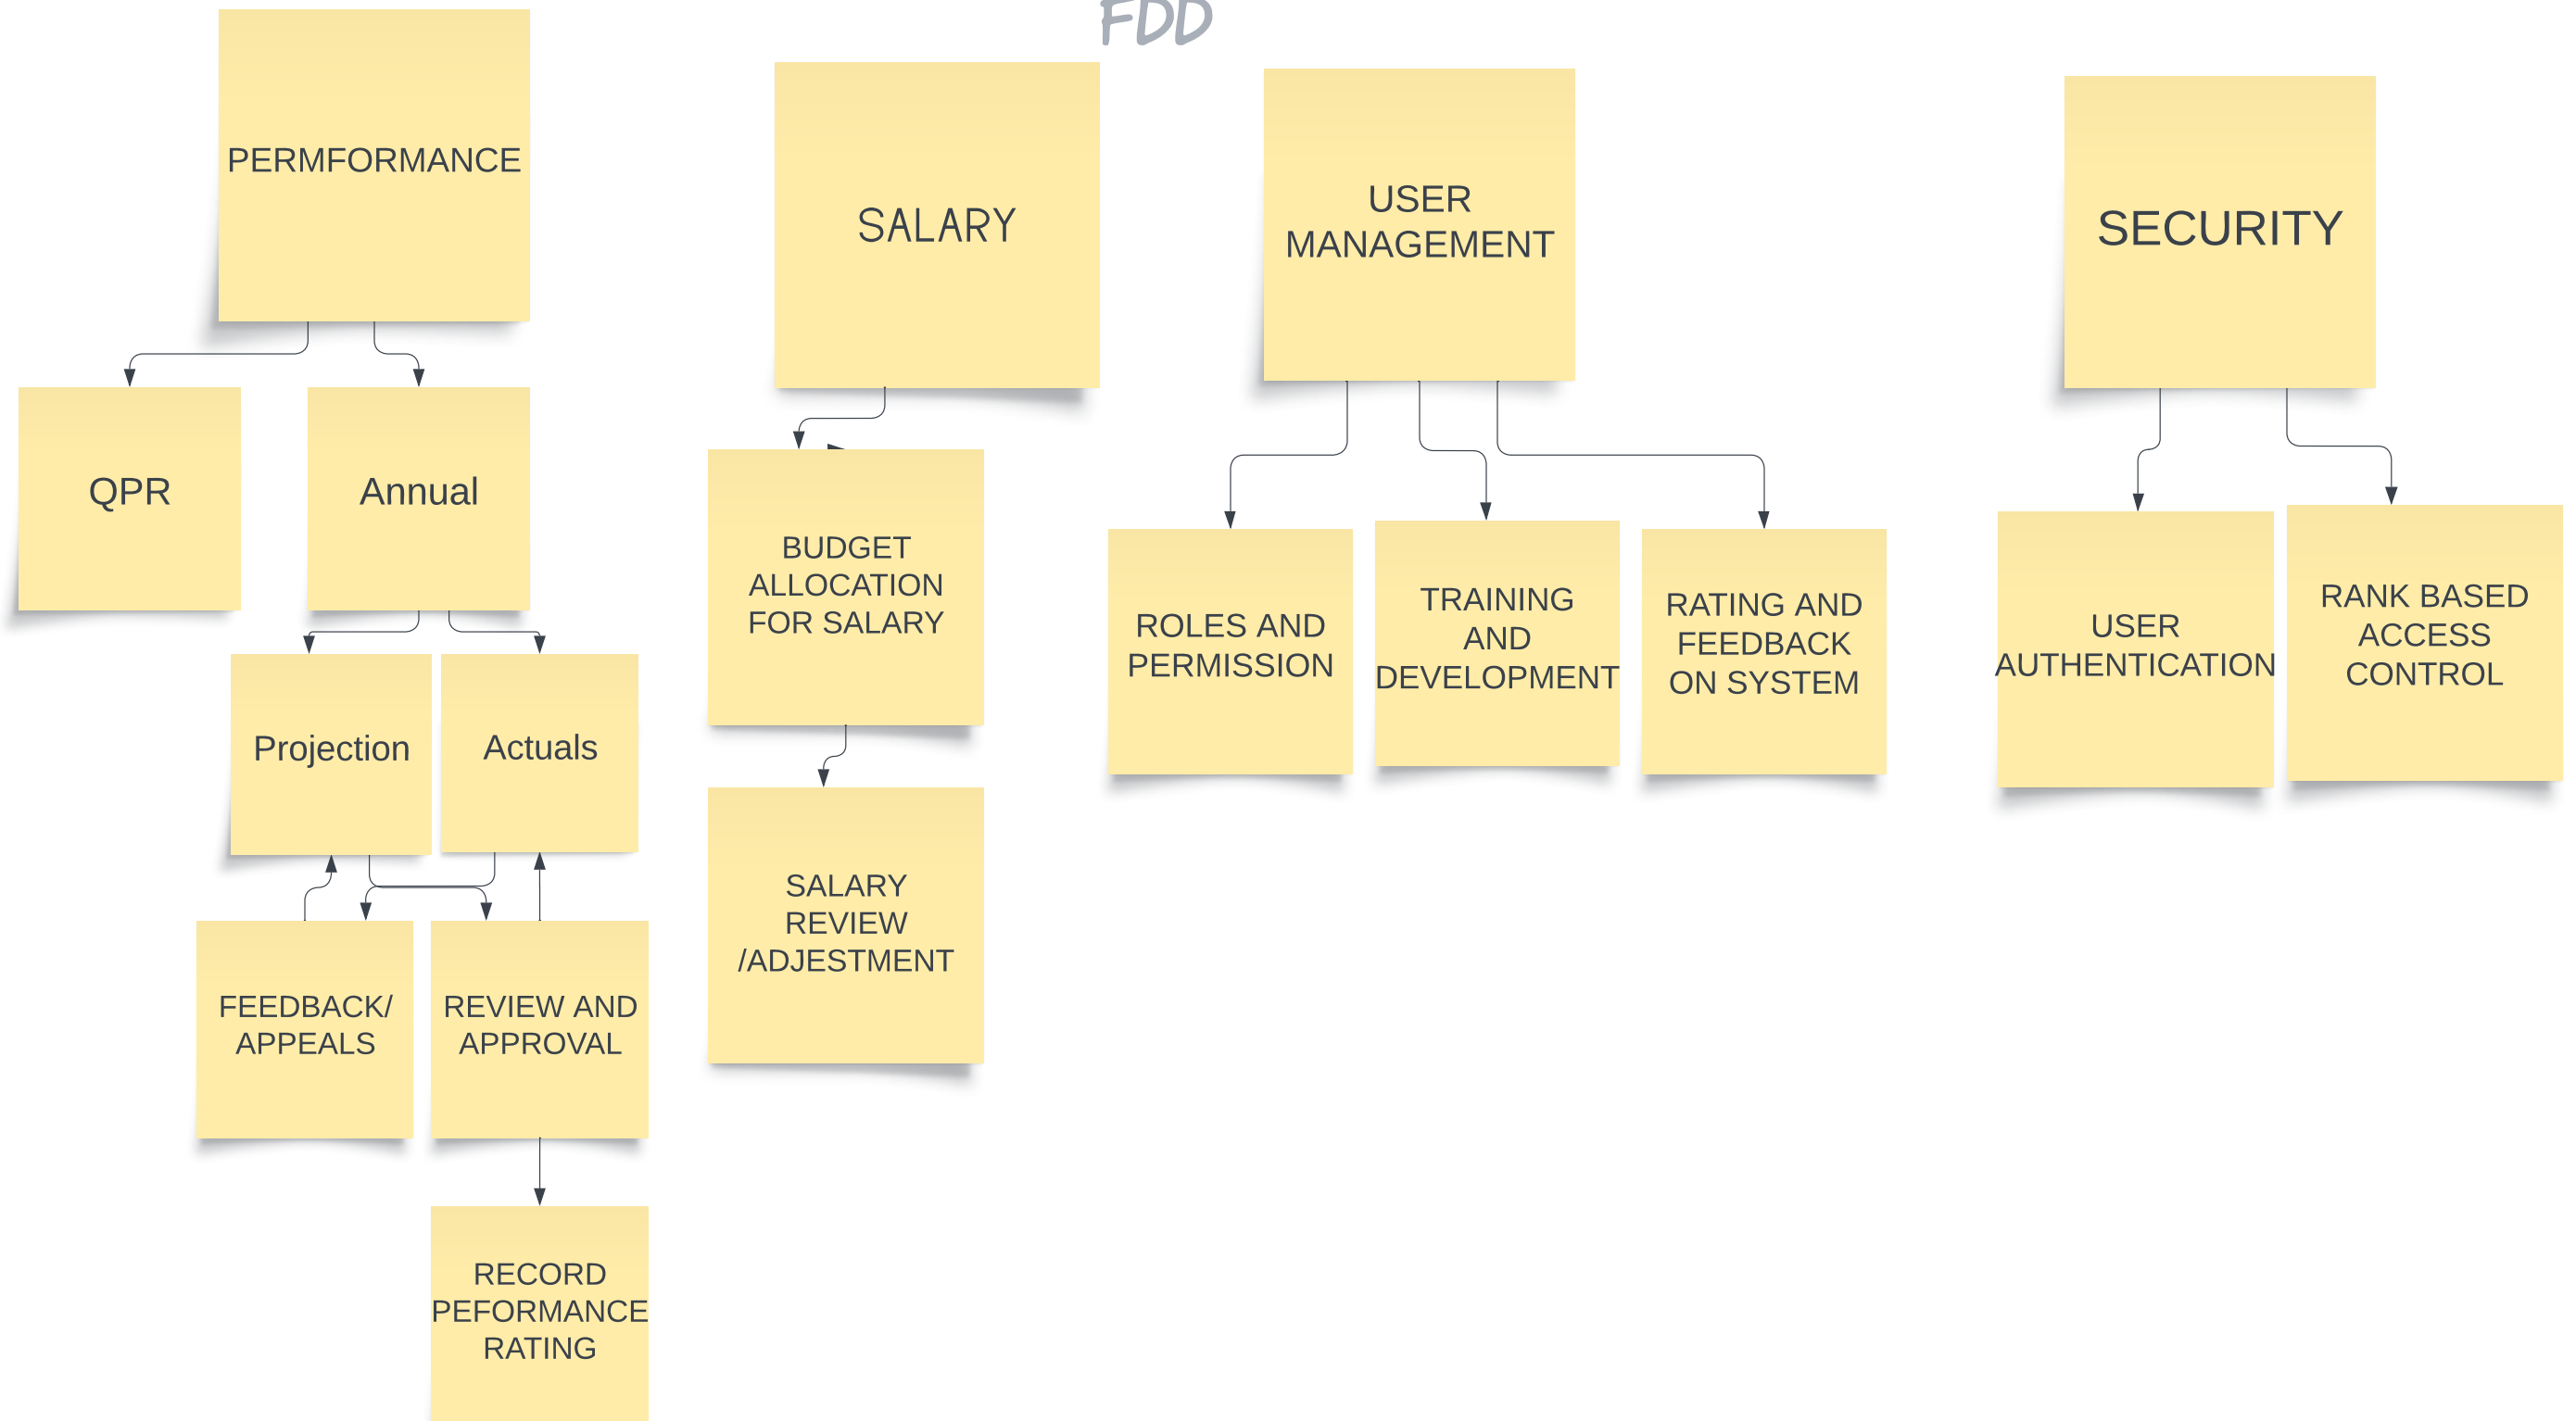 FDD
PERMFORMANCE
SALARY
USER
MANAGEMENT
SECURITY
QPR
Annual
BUDGET
ALLOCATION
FOR SALARY
ROLES AND
PERMISSION
TRAINING
AND
DEVELOPMENT
RATING AND
FEEDBACK
ON SYSTEM
USER
AUTHENTICATION
RANK BASED
ACCESS
CONTROL
Projection
Actuals
SALARY
REVIEW
/ADJESTMENT
FEEDBACK/
APPEALS
REVIEW AND
APPROVAL
RECORD
PEFORMANCE
RATING